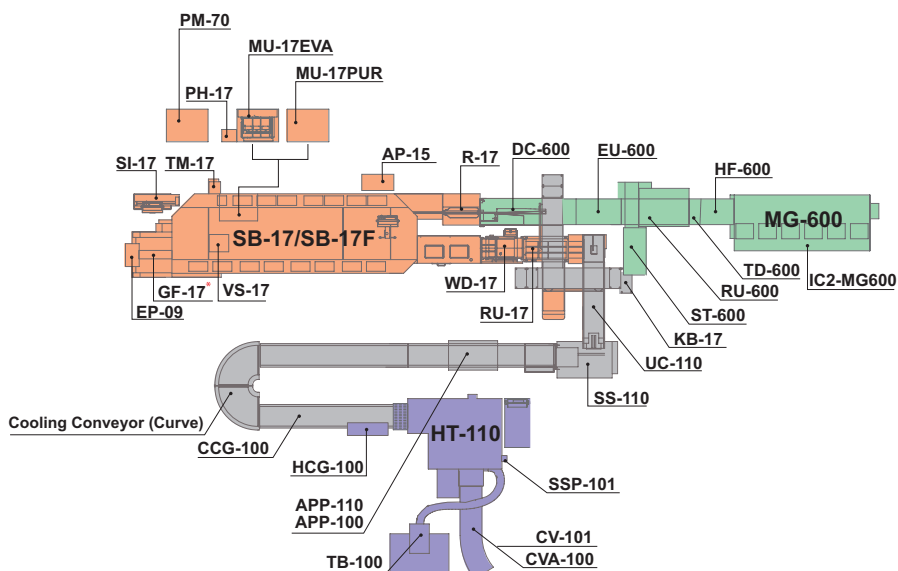 PM-70
MU-17EVA
MU-17PUR
PH-17
SI-17
TM-17
AP-15
R-17
DC-600
EU-600
HF-600
MG-600
SB-17/SB-17F
GF-17*
VS-17
EP-09
WD-17
RU-17
TD-600
IC2-MG600
RU-600
ST-600
KB-17
UC-110
SS-110
Cooling Conveyor (Curve)
CCG-100
HCG-100
HT-110
APP-110
APP-100
SSP-101
TB-100
CV-101
CVA-100